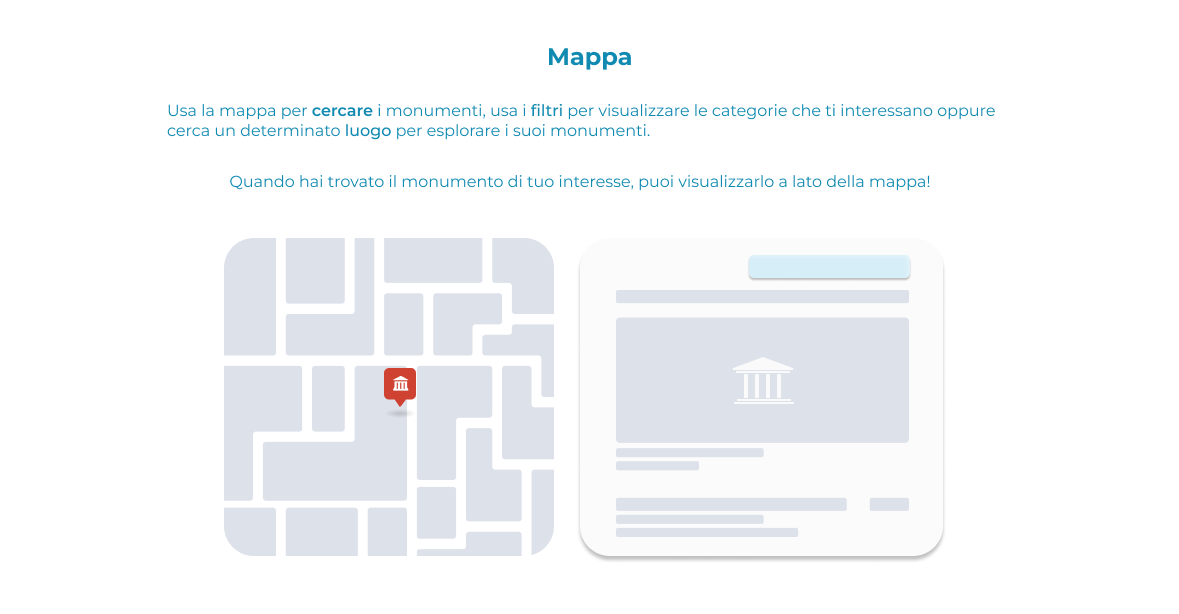 Mappa
Usa la mappa per cercare i monumenti, usa i filtri per visualizzare le categorie che ti interessano oppure
cerca un determinato luogo per esplorare i suoi monumenti.
Quando hai trovato il monumento di tuo interesse, puoi visualizzarlo a lato della mappa!